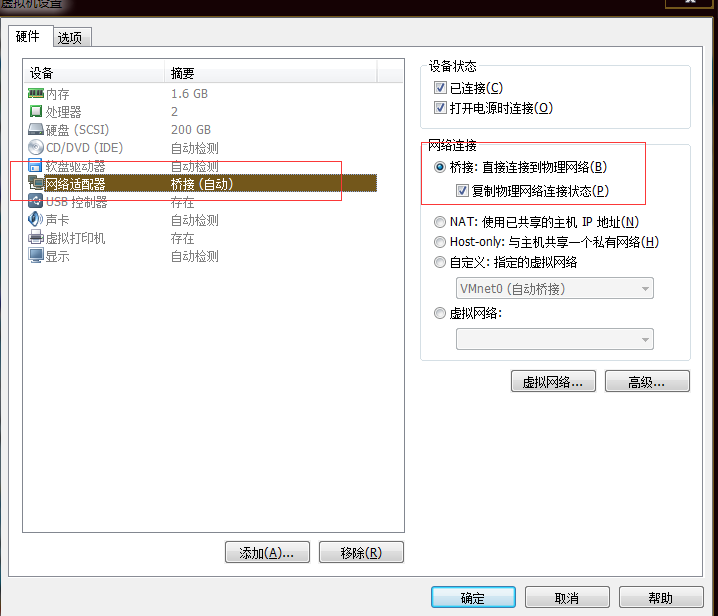 虚拟机设置
硬件 选项
设备 摘要
内存 1.6 GB
处理器 2
硬盘 (SCSI) 200 GB
CD/DVD (IDE) 自动检测
软盘驱动器 自动检测
网络适配器 桥接 (自动)
USB 控制器 存在
声卡 自动检测
虚拟打印机 存在
显示 自动检测
添加(A)... 移除(R)
设备状态
已连接(C)
打开电源时连接(O)
网络连接
桥接: 直接连接到物理网络(B)
复制物理网络连接状态(P)
NAT: 使用已共享的主机 IP 地址(N)
Host-only: 与主机共享一个私有网络(H)
自定义: 指定的虚拟网络
VMnet0 (自动桥接)
虚拟网络:
虚拟网络... 高级...
确定 取消 帮助